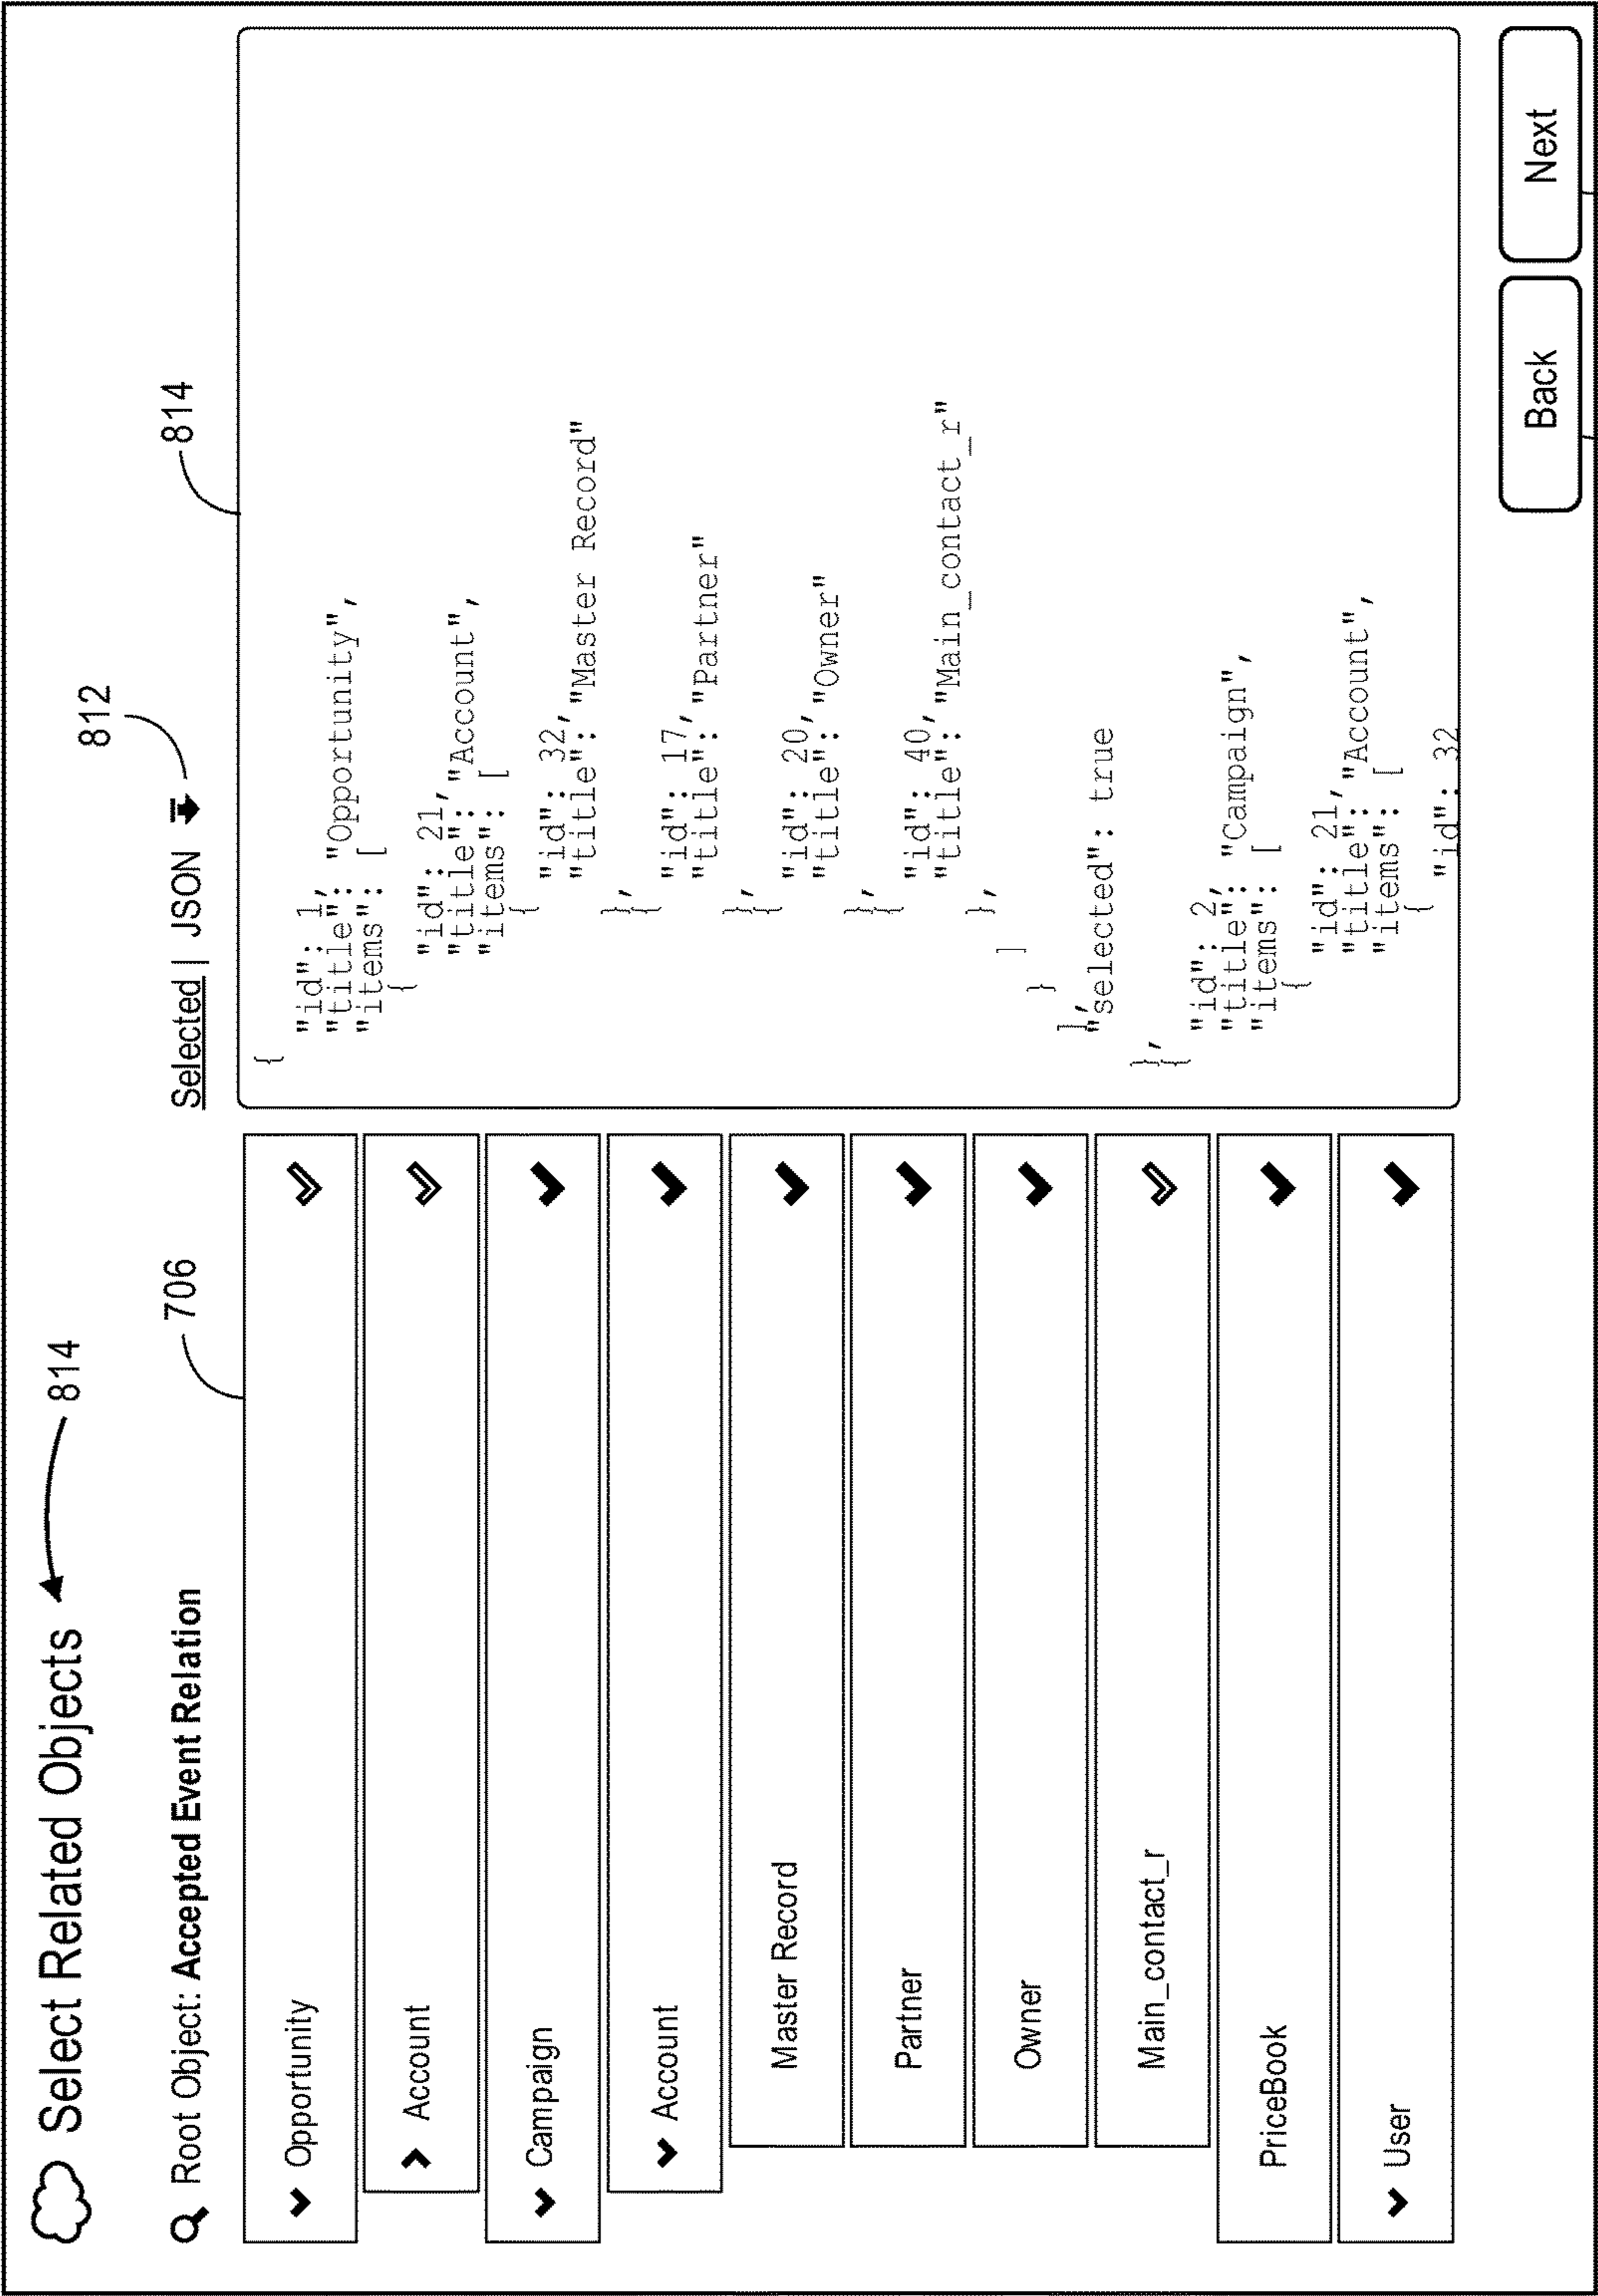 Select Related Objects
814
Root Object: Accepted Event Relation
706
Selected | JSON
812
814
Opportunity
Account
Campaign
Account
Master Record
Partner
Owner
Main_contact_r
PriceBook
User
{
"id": 1,
"title": "Opportunity",
"items": [
{
"id": 21,
"title": "Account",
"items": [
{
"id": 32,
"title": "Master Record"
},
{
"id": 17,
"title": "Partner"
},
{
"id": 20,
"title": "Owner"
},
{
"id": 40,
"title": "Main_contact_r"
},
]
}
],
"selected": true
},
{
"id": 2,
"title": "Campaign",
"items": [
{
"id": 21,
"title": "Account",
"items": [
{
"id": 32
Back
Next